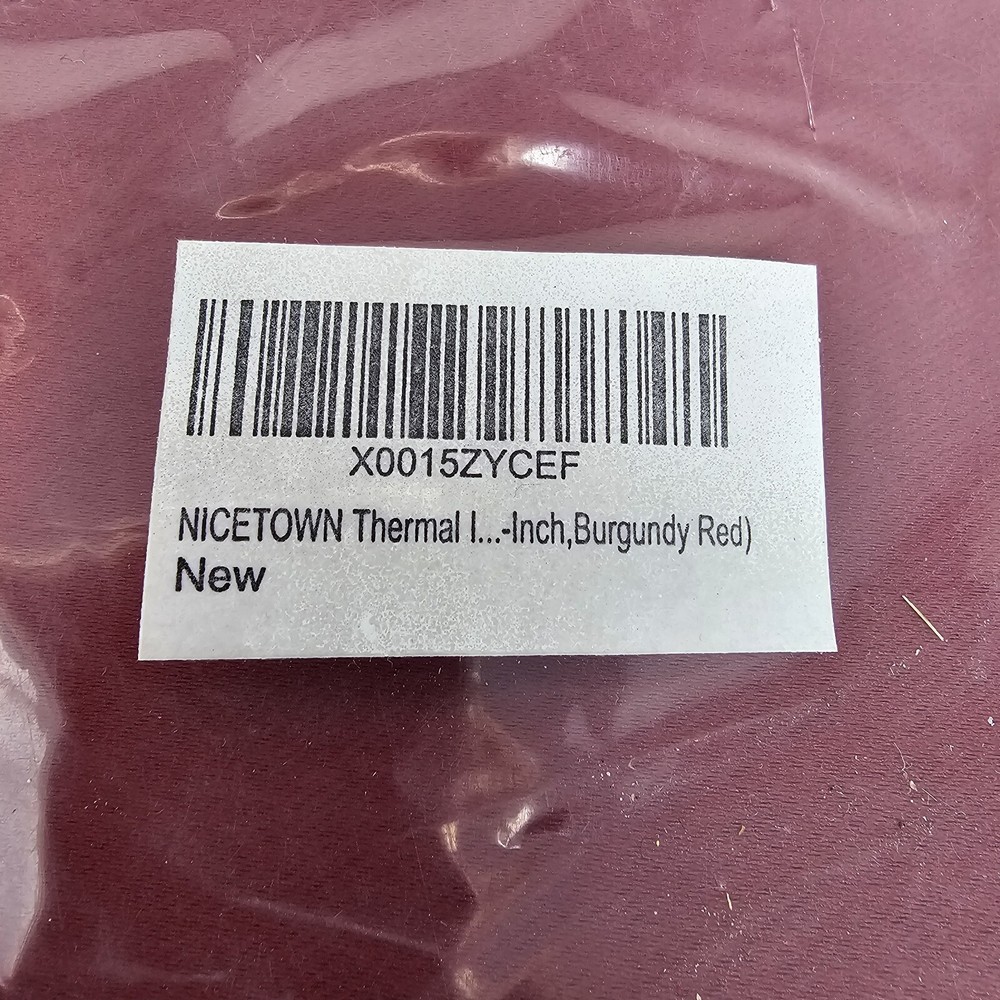 X0015ZYCEF
NICETOWN Thermal I...-Inch,Burgundy Red)
New